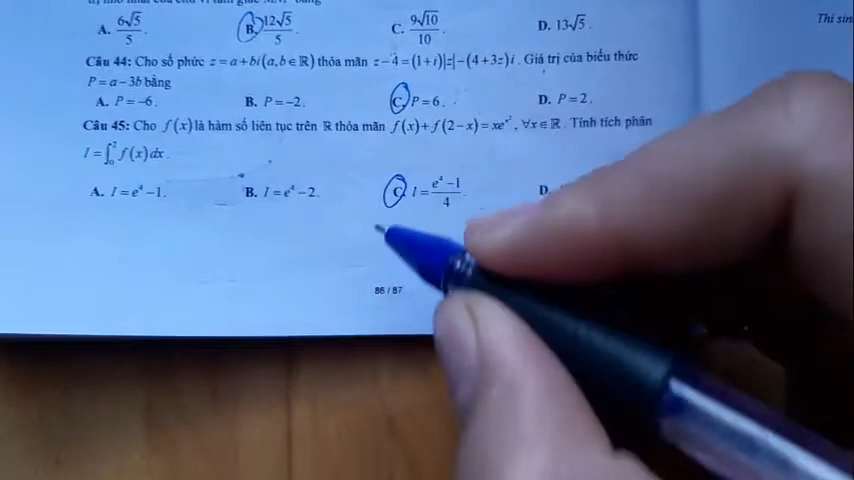 A. 6√5/5. B. 12√5/5. C. 9√10/10. D. 13√5.
Thí sin
Câu 44: Cho số phức z = a + bi (a, b ∈ ℝ) thỏa mãn z − 4 = (1 + i)|z| − (4 + 3z)i. Giá trị của biểu thức
P = a − 3b bằng
A. P = −6. B. P = −2. C. P = 6. D. P = 2.
Câu 45: Cho f(x) là hàm số liên tục trên ℝ thỏa mãn f(x) + f(2 − x) = xe^(x²), ∀x ∈ ℝ. Tính tích phân
I = ∫₀² f(x)dx.
A. I = e⁴ − 1. B. I = e⁴ − 2. C. I = (e⁴ − 1)/4. D.
86 / 87